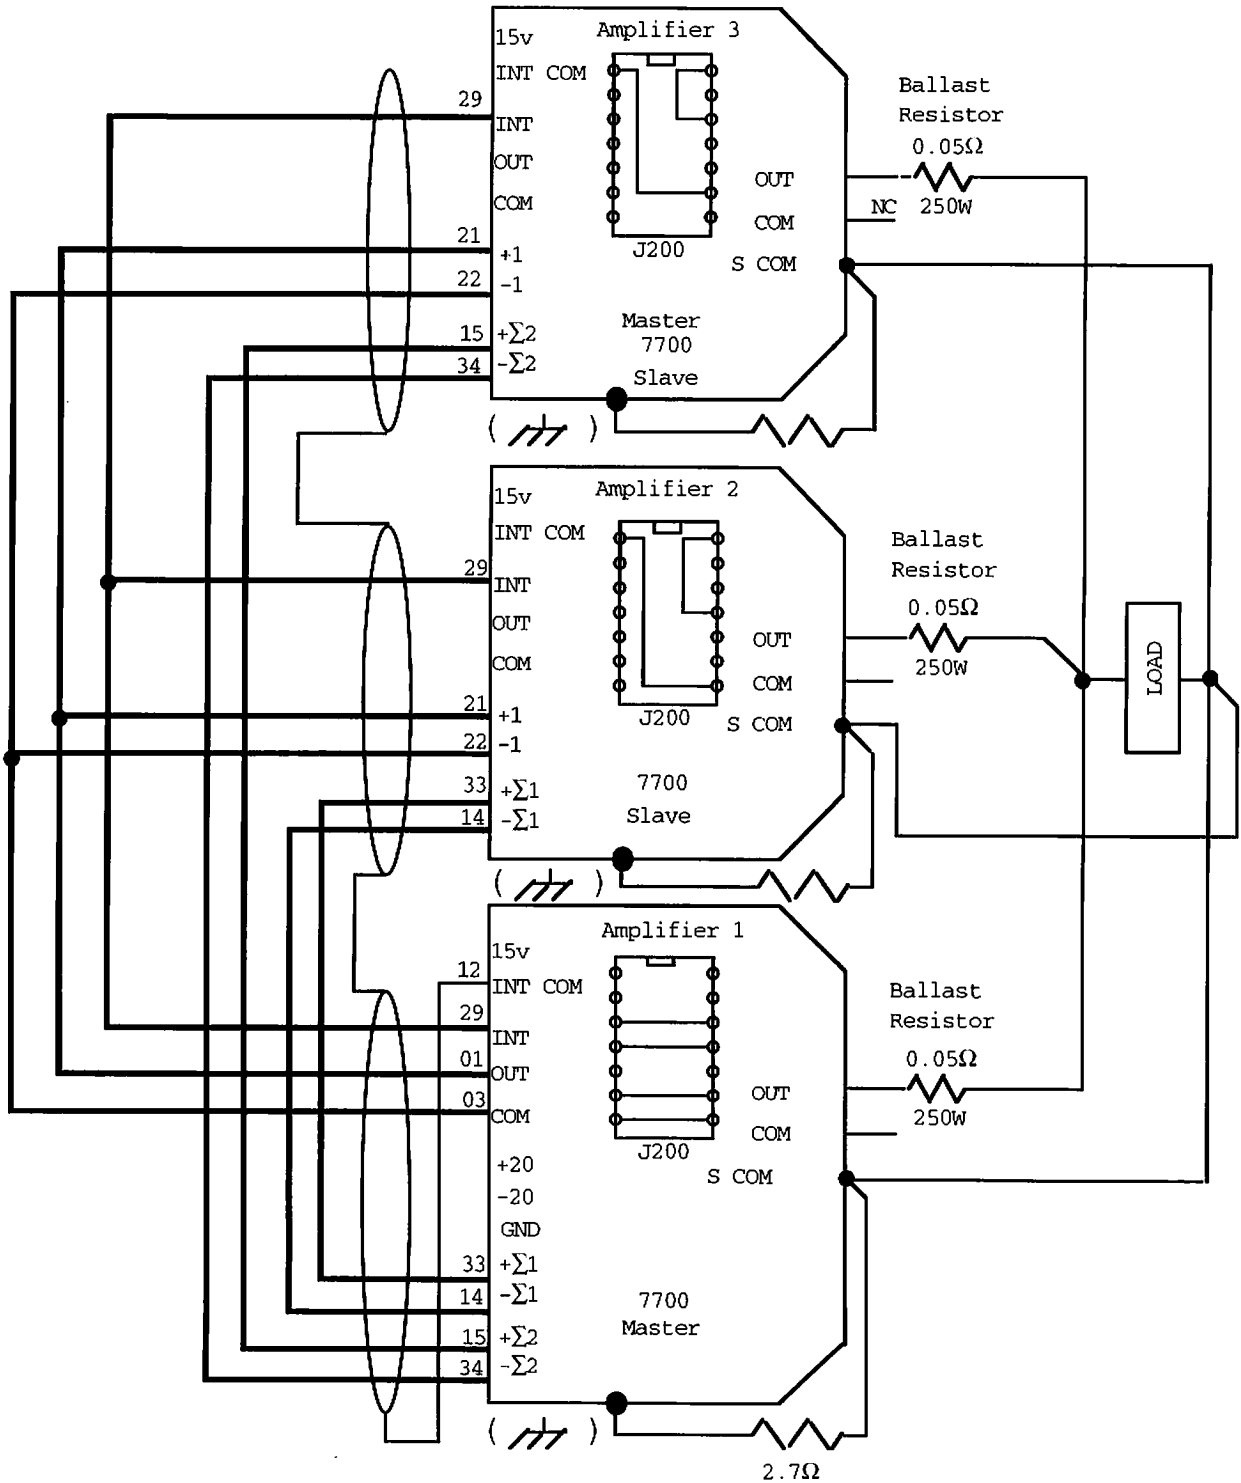 Amplifier 3
15v
INT COM
29
INT
OUT
COM
21
+1
22
-1
15
+Σ2
34
-Σ2
J200
OUT
COM
S COM
NC
Master
7700
Slave
( )
Ballast
Resistor
0.05Ω
250W
Amplifier 2
15v
INT COM
29
INT
OUT
COM
21
+1
22
-1
33
+Σ1
14
-Σ1
J200
OUT
COM
S COM
7700
Slave
( )
Ballast
Resistor
0.05Ω
250W
LOAD
Amplifier 1
15v
12
INT COM
29
INT
01
OUT
03
COM
+20
-20
GND
33
+Σ1
14
-Σ1
15
+Σ2
34
-Σ2
J200
OUT
COM
S COM
7700
Master
( )
Ballast
Resistor
0.05Ω
250W
2.7Ω